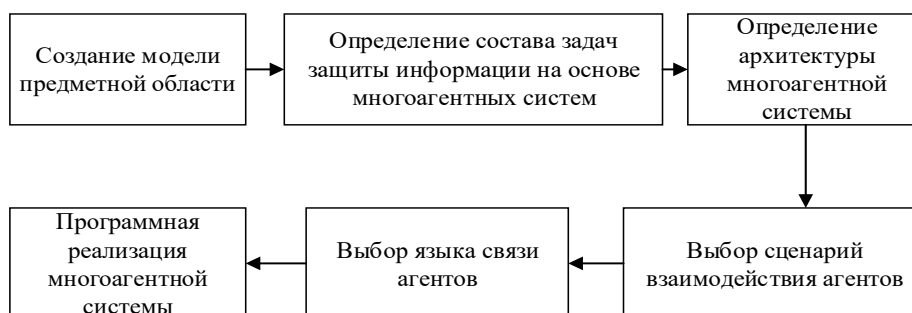 Создание модели
предметной области
Определение состава задач
защиты информации на основе
многоагентных систем
Определение
архитектуры
многоагентной
системы
Выбор сценарий
взаимодействия агентов
Выбор языка связи
агентов
Программная
реализация
многоагентной
системы